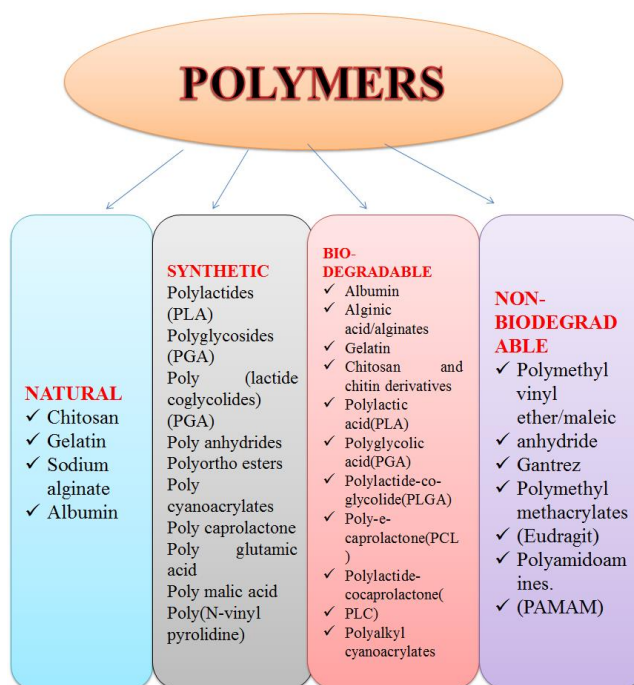 POLYMERS
NATURAL
✓ Chitosan
✓ Gelatin
✓ Sodium
alginate
✓ Albumin
SYNTHETIC
Polylactides
(PLA)
Polyglycosides
(PGA)
Poly (lactide
coglycolides)
(PGA)
Poly anhydrides
Polyortho esters
Poly
cyanoacrylates
Poly caprolactone
Poly glutamic
acid
Poly malic acid
Poly(N-vinyl
pyrolidine)
BIO-
DEGRADABLE
✓ Albumin
✓ Alginic
acid/alginates
✓ Gelatin
✓ Chitosan and
chitin derivatives
✓ Polylactic
acid(PLA)
✓ Polyglycolic
acid(PGA)
✓ Polylactide-co-
glycolide(PLGA)
✓ Poly-e-
caprolactone(PCL
)
✓ Polylactide-
cocaprolactone(
✓ PLC)
✓ Polyalkyl
cyanoacrylates
NON-
BIODEGRAD
ABLE
✓ Polymethyl
vinyl
ether/maleic
✓ anhydride
✓ Gantrez
✓ Polymethyl
methacrylates
✓ (Eudragit)
✓ Polyamidoam
ines.
✓ (PAMAM)